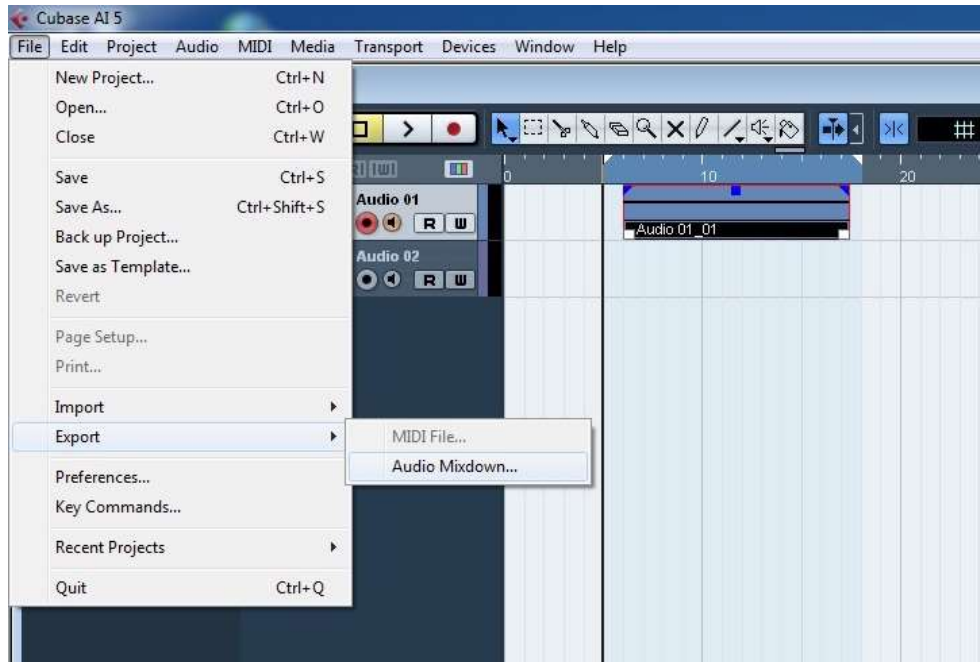 Cubase AI 5
File Edit Project Audio MIDI Media Transport Devices Window Help
New Project... Ctrl+N
Open... Ctrl+O
Close Ctrl+W
Save Ctrl+S
Save As... Ctrl+Shift+S
Back up Project...
Save as Template...
Revert
Page Setup...
Print...
Import
Export
MIDI File...
Audio Mixdown...
Preferences...
Key Commands...
Recent Projects
Quit Ctrl+Q
0 10 20
Audio 01
R W
Audio 02
R W
Audio 01_01